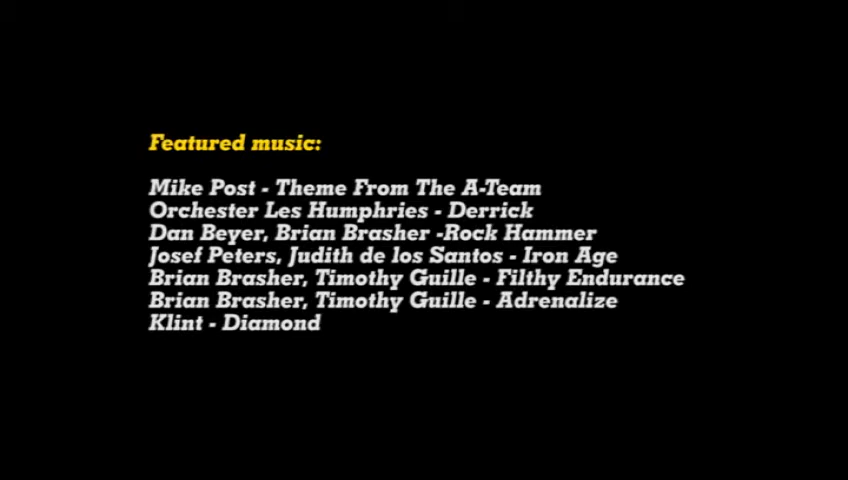 Featured music:
Mike Post - Theme From The A-Team
Orchester Les Humphries - Derrick
Dan Beyer, Brian Brasher -Rock Hammer
Josef Peters, Judith de los Santos - Iron Age
Brian Brasher, Timothy Guille - Filthy Endurance
Brian Brasher, Timothy Guille - Adrenalize
Klint - Diamond